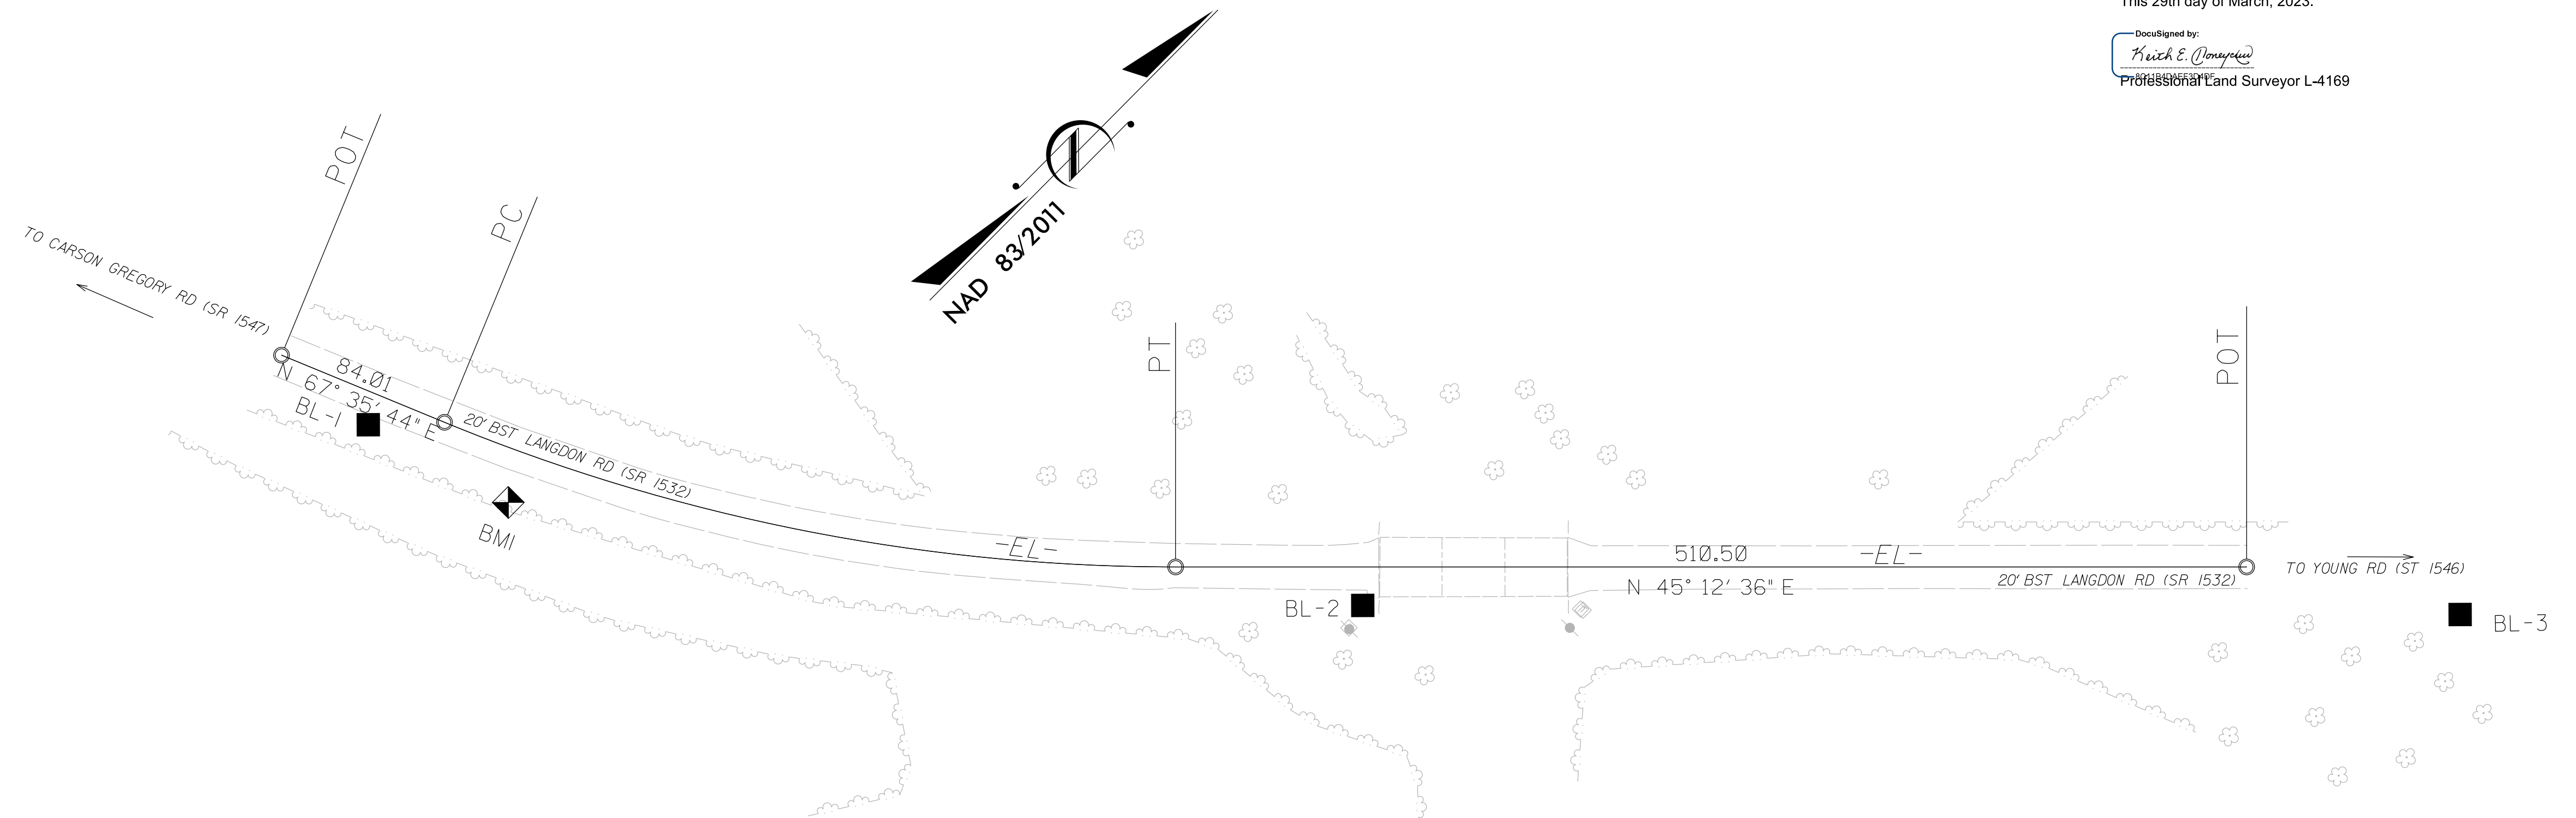 This 29th day of March, 2023.
DocuSigned by:
Keith E.
8C11B4DAEF3D4DF...
Professional Land Surveyor L-4169
POT
PC
TO CARSON GREGORY RD (SR 1547)
NAD 83/2011
84.01
N 67° 35' 44" E
BL-1
20' BST LANGDON RD (SR 1532)
BM1
PT
-EL-
POT
510.50
-EL-
N 45° 12' 36" E
20' BST LANGDON RD (SR 1532)
TO YOUNG RD (ST 1546)
BL-2
BL-3